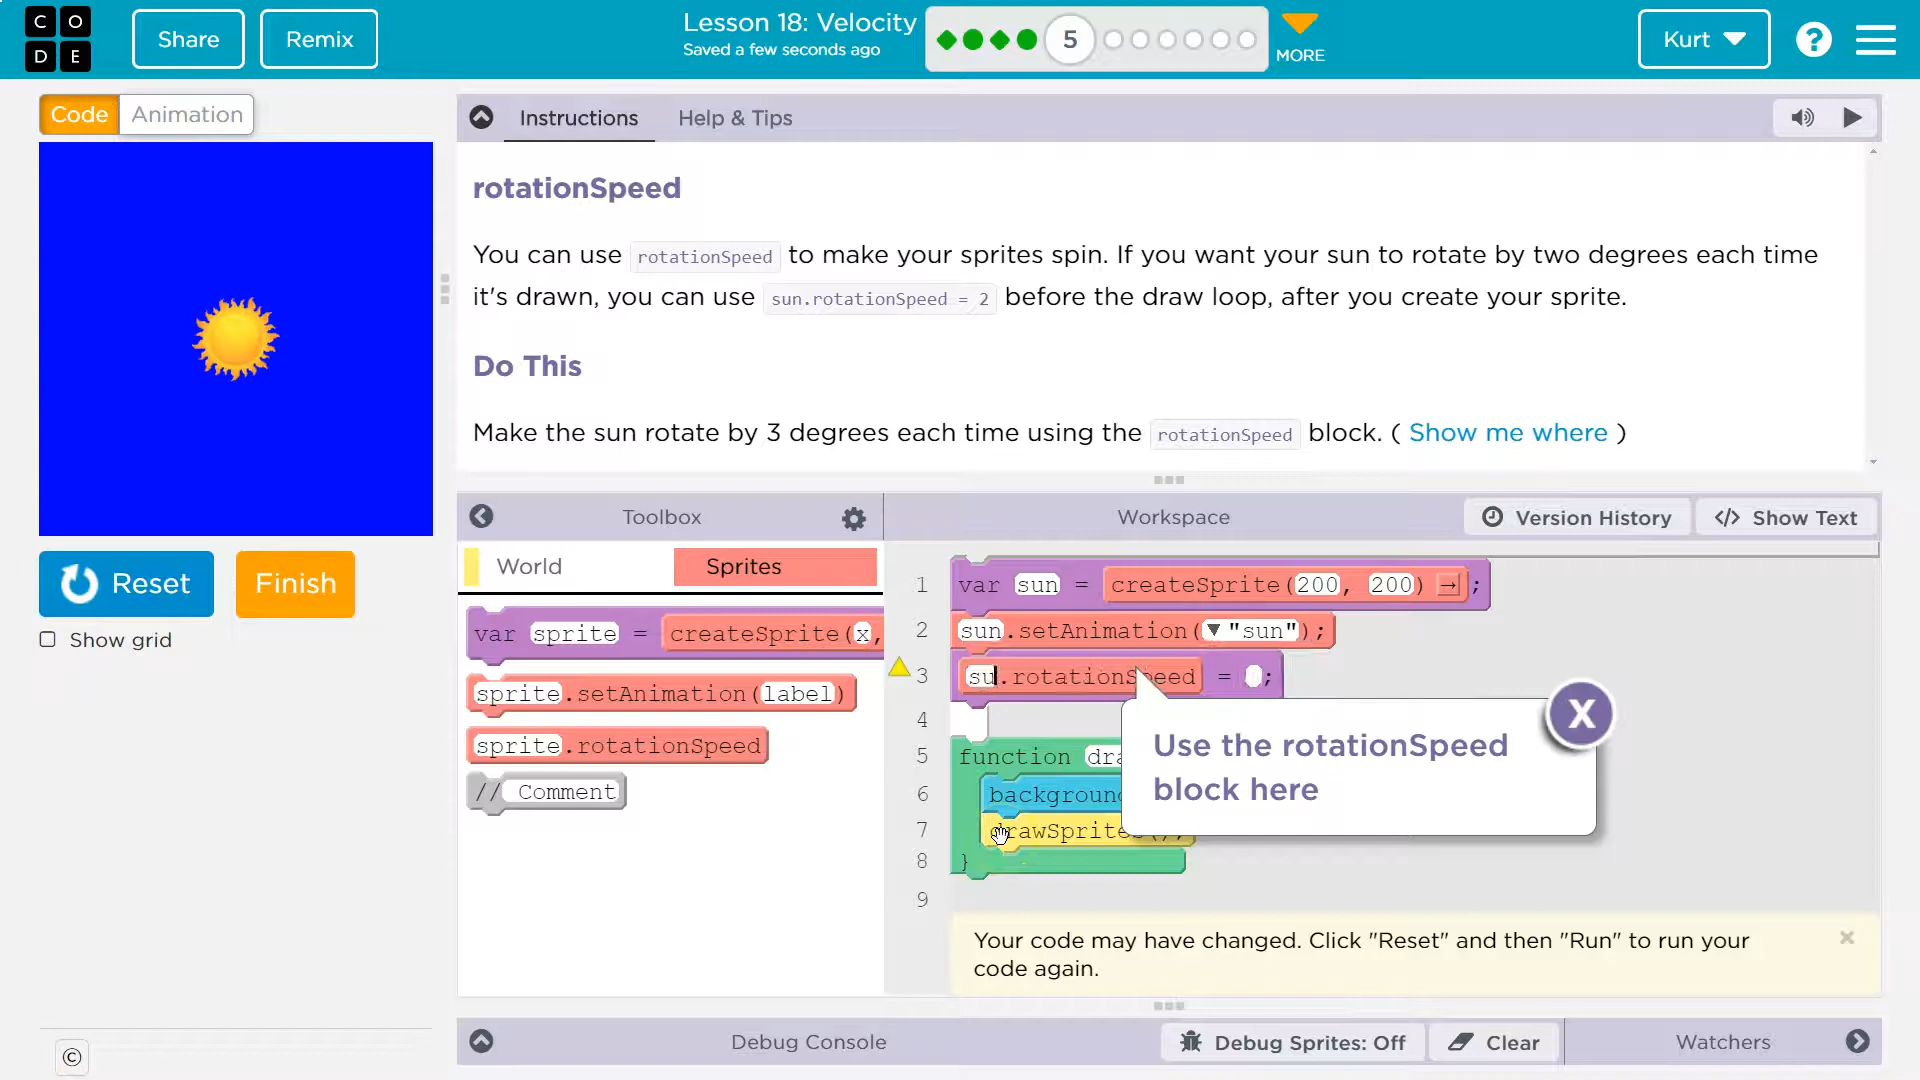 C O
D E
Share
Remix
Lesson 18: Velocity
Saved a few seconds ago
5
MORE
Kurt
?
Code
Animation
Instructions
Help & Tips
rotationSpeed
You can use rotationSpeed to make your sprites spin. If you want your sun to rotate by two degrees each time
it's drawn, you can use sun.rotationSpeed = 2 before the draw loop, after you create your sprite.
Do This
Make the sun rotate by 3 degrees each time using the rotationSpeed block. ( Show me where )
Reset
Finish
Show grid
Toolbox
Workspace
Version History
</> Show Text
World
Sprites
var sprite = createSprite(x,
sprite.setAnimation(label)
sprite.rotationSpeed
// Comment
1 var sun = createSprite(200, 200) → ;
2 sun.setAnimation(▼"sun");
3 su.rotationSpeed = ;
4
5 function dra
6 background
7 drawSprites();
8 }
9
Use the rotationSpeed
block here
X
Your code may have changed. Click "Reset" and then "Run" to run your
code again.
×
Debug Console
Debug Sprites: Off
Clear
Watchers
©